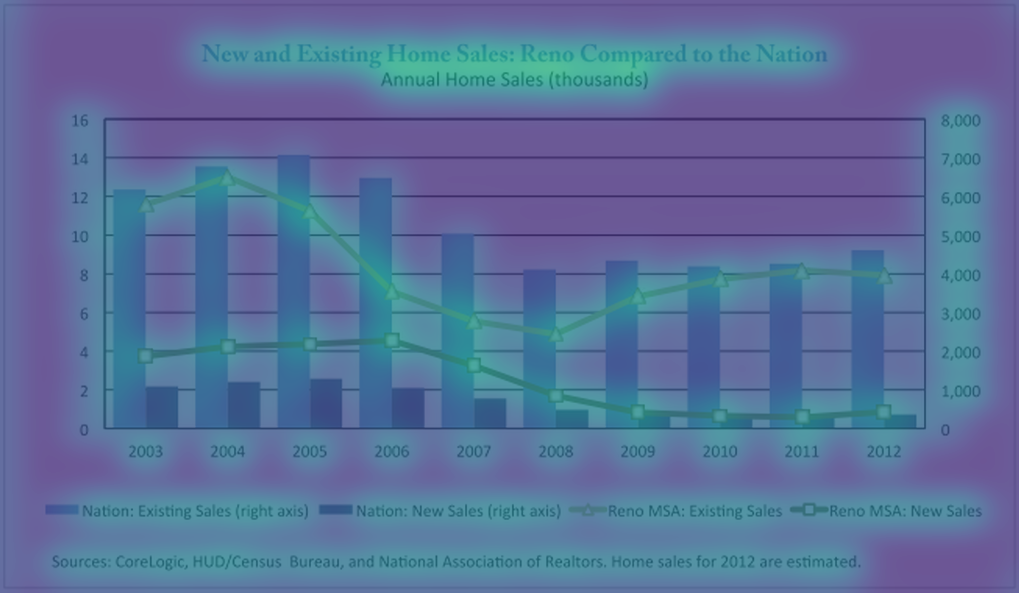 New and Existing Home Sales: Reno Compared to the Nation
Annual Home Sales (thousands)
16 8,000
14 7,000
12 6,000
10 5,000
8 4,000
6 3,000
4 2,000
2 1,000
0 0
2003 2004 2005 2006 2007 2008 2009 2010 2011 2012
Nation: Existing Sales (right axis) Nation: New Sales (right axis) Reno MSA: Existing Sales Reno MSA: New Sales
Sources: CoreLogic, HUD/Census Bureau, and National Association of Realtors. Home sales for 2012 are estimated.